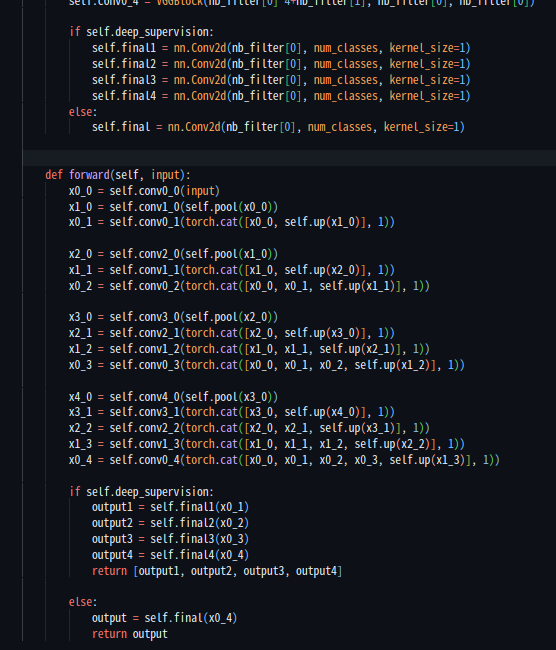 self.conv0_4 = VGGBlock(nb_filter[0]*4+nb_filter[1], nb_filter[0], nb_filter[0])
if self.deep_supervision:
self.final1 = nn.Conv2d(nb_filter[0], num_classes, kernel_size=1)
self.final2 = nn.Conv2d(nb_filter[0], num_classes, kernel_size=1)
self.final3 = nn.Conv2d(nb_filter[0], num_classes, kernel_size=1)
self.final4 = nn.Conv2d(nb_filter[0], num_classes, kernel_size=1)
else:
self.final = nn.Conv2d(nb_filter[0], num_classes, kernel_size=1)
def forward(self, input):
x0_0 = self.conv0_0(input)
x1_0 = self.conv1_0(self.pool(x0_0))
x0_1 = self.conv0_1(torch.cat([x0_0, self.up(x1_0)], 1))
x2_0 = self.conv2_0(self.pool(x1_0))
x1_1 = self.conv1_1(torch.cat([x1_0, self.up(x2_0)], 1))
x0_2 = self.conv0_2(torch.cat([x0_0, x0_1, self.up(x1_1)], 1))
x3_0 = self.conv3_0(self.pool(x2_0))
x2_1 = self.conv2_1(torch.cat([x2_0, self.up(x3_0)], 1))
x1_2 = self.conv1_2(torch.cat([x1_0, x1_1, self.up(x2_1)], 1))
x0_3 = self.conv0_3(torch.cat([x0_0, x0_1, x0_2, self.up(x1_2)], 1))
x4_0 = self.conv4_0(self.pool(x3_0))
x3_1 = self.conv3_1(torch.cat([x3_0, self.up(x4_0)], 1))
x2_2 = self.conv2_2(torch.cat([x2_0, x2_1, self.up(x3_1)], 1))
x1_3 = self.conv1_3(torch.cat([x1_0, x1_1, x1_2, self.up(x2_2)], 1))
x0_4 = self.conv0_4(torch.cat([x0_0, x0_1, x0_2, x0_3, self.up(x1_3)], 1))
if self.deep_supervision:
output1 = self.final1(x0_1)
output2 = self.final2(x0_2)
output3 = self.final3(x0_3)
output4 = self.final4(x0_4)
return [output1, output2, output3, output4]
else:
output = self.final(x0_4)
return output